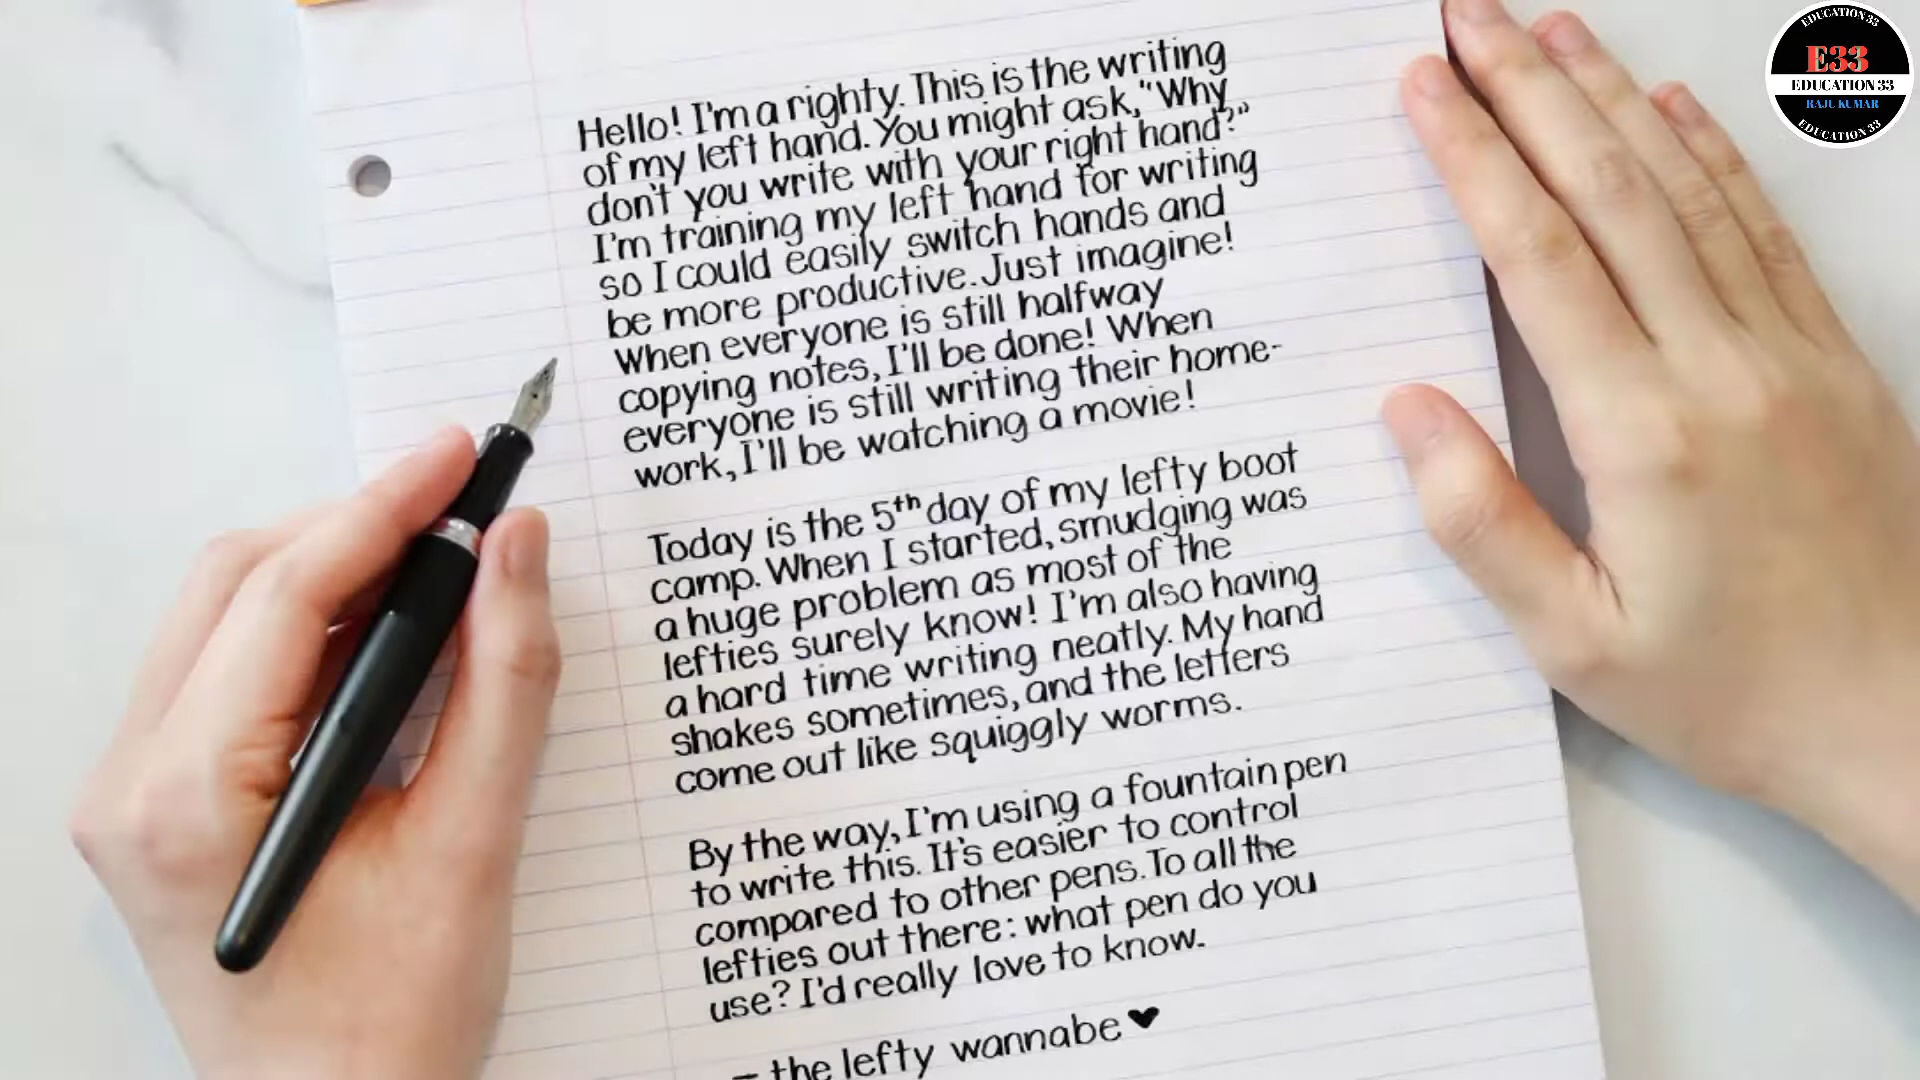 Hello! I'm a righty. This is the writing
of my left hand. You might ask, "Why
don't you write with your right hand?"
I'm training my left hand for writing
so I could easily switch hands and
be more productive. Just imagine!
When everyone is still halfway
copying notes, I'll be done! When
everyone is still writing their home-
work, I'll be watching a movie!
Today is the 5th day of my lefty boot
camp. When I started, smudging was
a huge problem as most of the
lefties surely know! I'm also having
a hard time writing neatly. My hand
shakes sometimes, and the letters
come out like squiggly worms.
By the way, I'm using a fountain pen
to write this. It's easier to control
compared to other pens. To all the
lefties out there: what pen do you
use? I'd really love to know.
- the lefty wannabe ♥
EDUCATION 33
E33
EDUCATION 33
RAJU KUMAR
EDUCATION 33